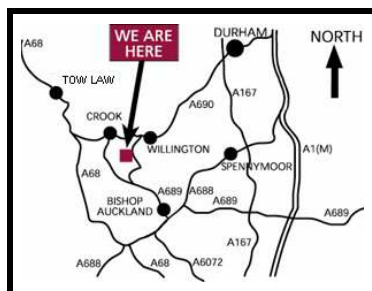 WE ARE
HERE
DURHAM
NORTH
A68
TOW LAW
A690
A167
CROOK
WILLINGTON
SPENNYMOOR
A1(M)
A68
A689
A688
BISHOP
AUCKLAND
A689
A689
A167
A688
A68
A6072